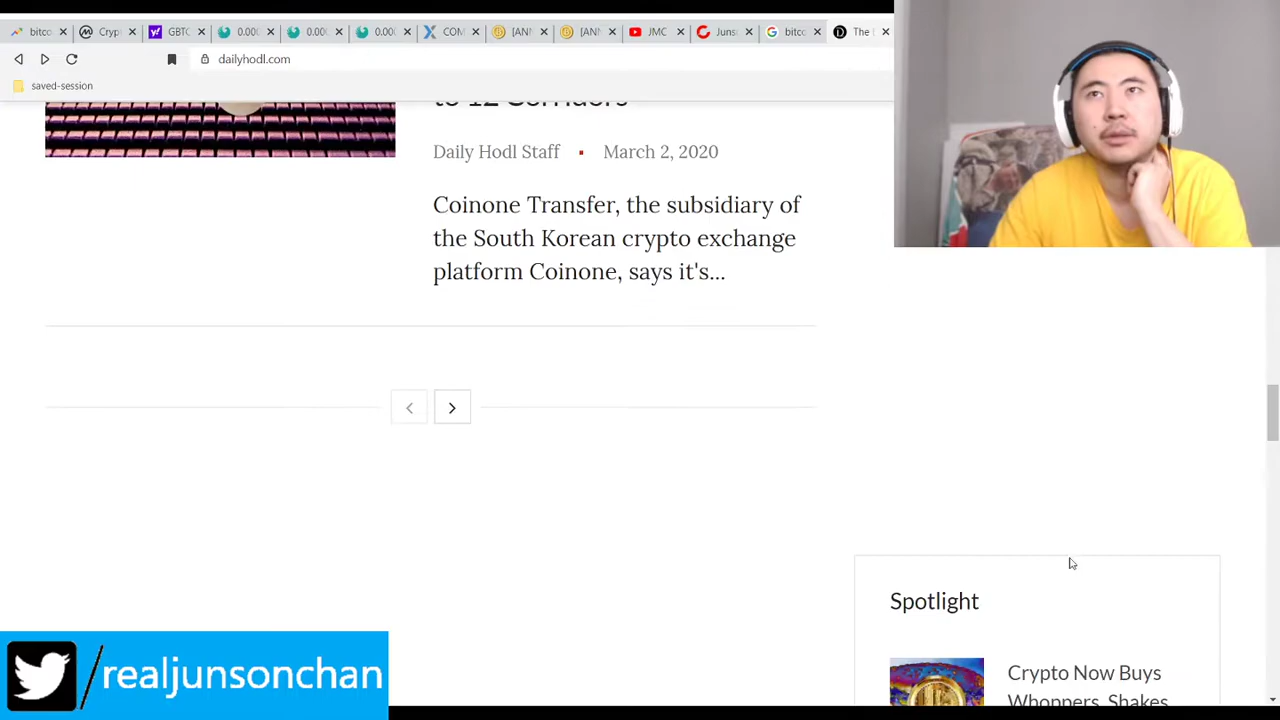 bitco
Cryp
GBTC
0.00
0.00
0.00
COM
[AN
[AN
JMC
Juns
bitco
The
dailyhodl.com
saved-session
to 12 Corridors
Daily Hodl Staff
March 2, 2020
Coinone Transfer, the subsidiary of
the South Korean crypto exchange
platform Coinone, says it's...
Spotlight
Crypto Now Buys
Whoppers, Shakes
/realjunsonchan